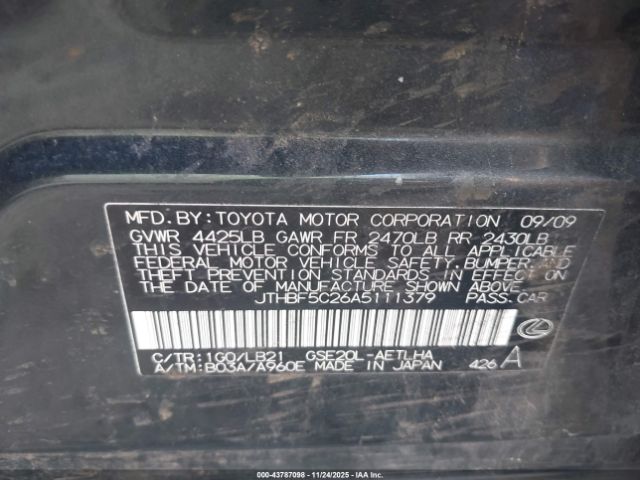 MFD. BY: TOYOTA MOTOR CORPORATION 09/09
GVWR 4425LB GAWR FR 2470LB RR 2430LB
THIS VEHICLE CONFORMS TO ALL APPLICABLE
FEDERAL MOTOR VEHICLE SAFETY, BUMPER AND
THEFT PREVENTION STANDARDS IN EFFECT ON
THE DATE OF MANUFACTURE SHOWN ABOVE.
JTHBF5C26A5111379 PASS.CAR
C/TR: 1G0/LB21 GSE20L-AETLHA
A/TM: B03A/A960E MADE IN JAPAN 426 A
000-43787098 - 11/24/2025 - IAA Corp.